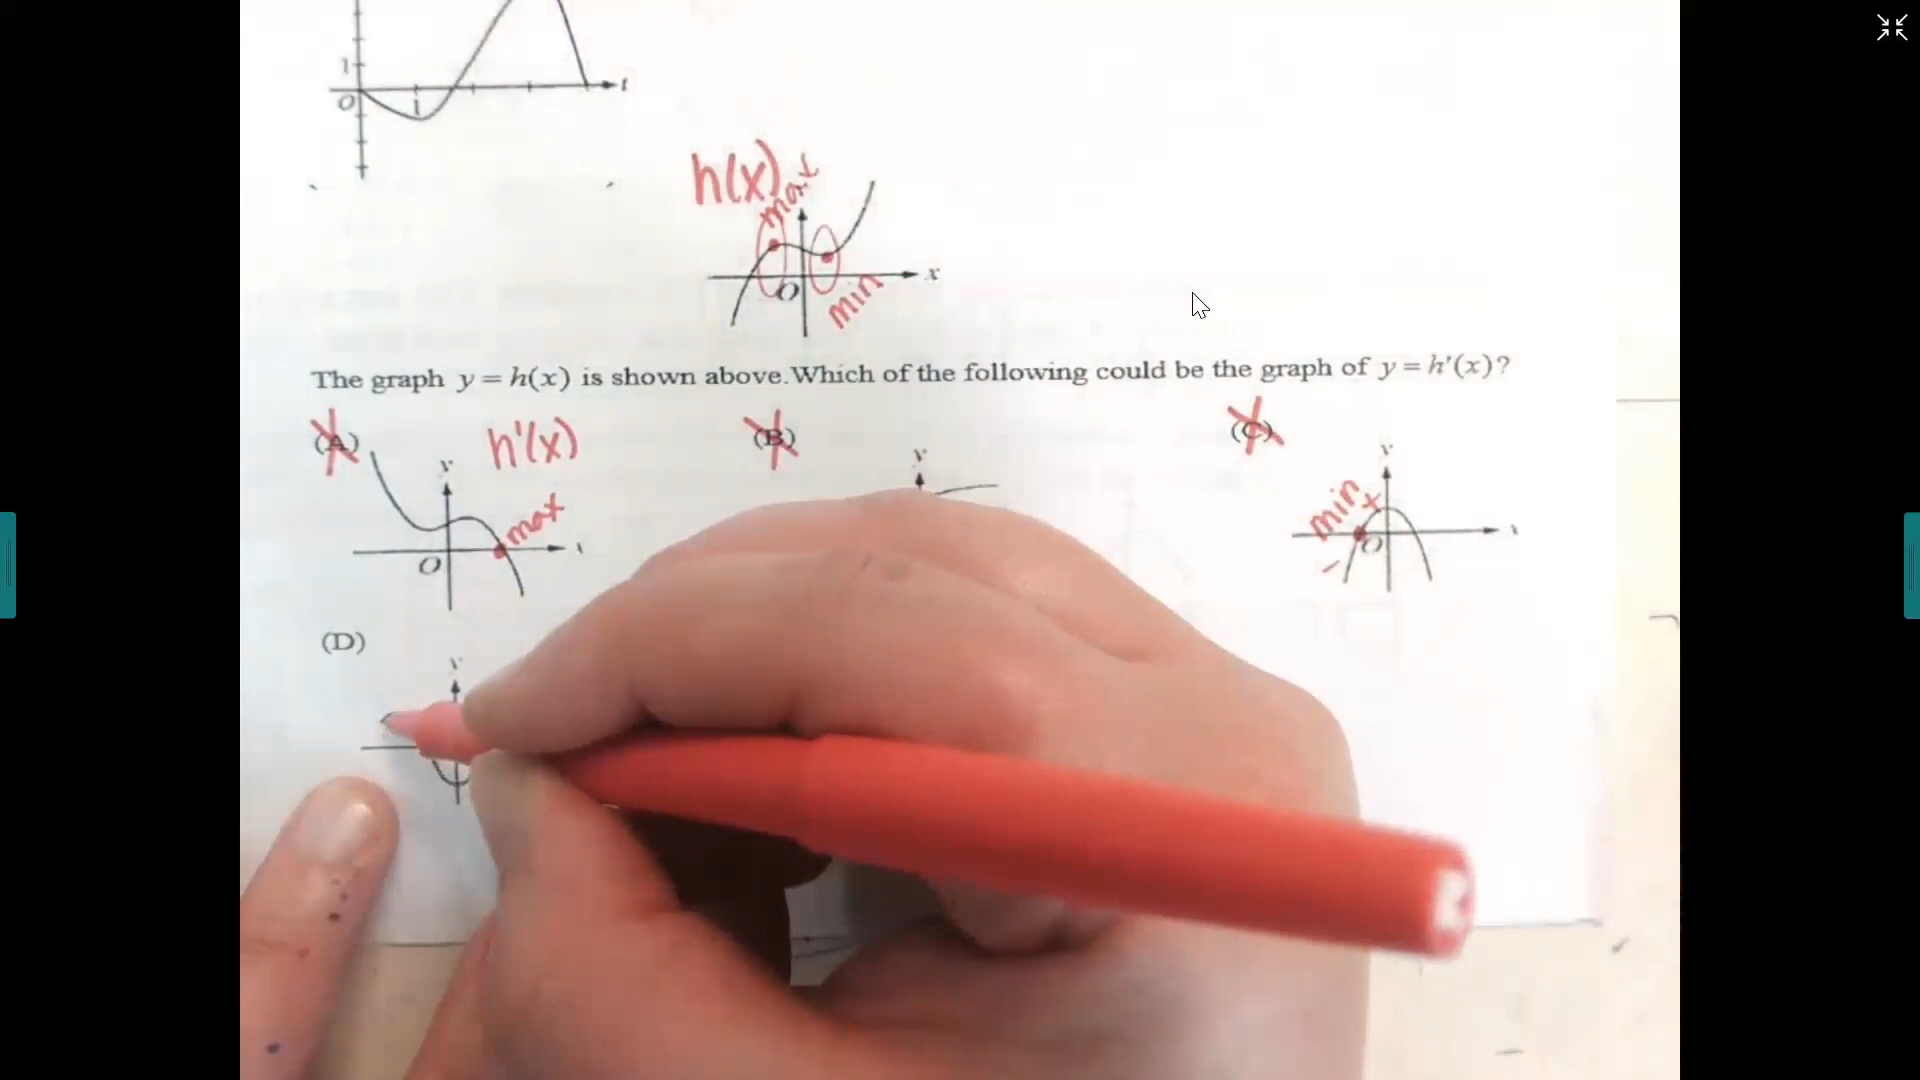 1
O
1
t
h(x)
max
x
O
min
The graph y = h(x) is shown above. Which of the following could be the graph of y = h'(x)?
(A)
h'(x)
y
max
O
(B)
y
(C)
y
min
+
O
-
(D)
y